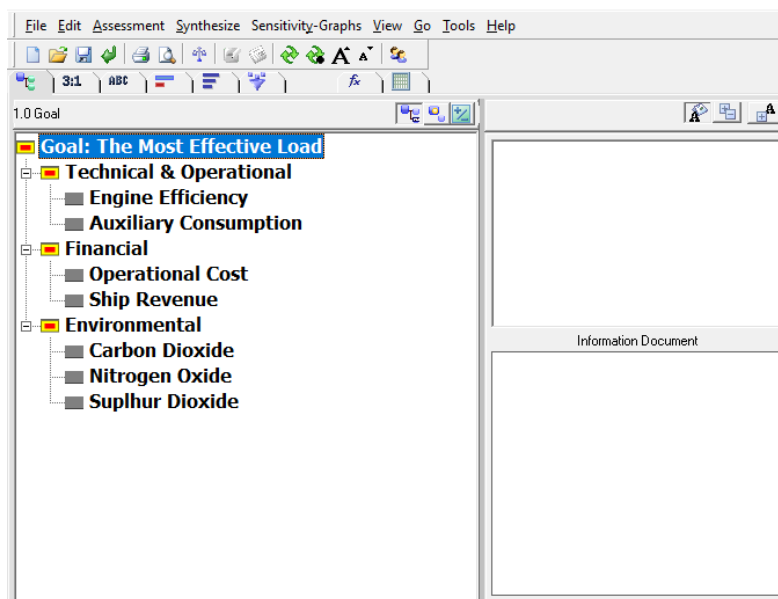 File Edit Assessment Synthesize Sensitivity-Graphs View Go Tools Help
3:1 ABC fx
1.0 Goal
Goal: The Most Effective Load
Technical & Operational
Engine Efficiency
Auxiliary Consumption
Financial
Operational Cost
Ship Revenue
Environmental
Carbon Dioxide
Nitrogen Oxide
Suplhur Dioxide
Information Document